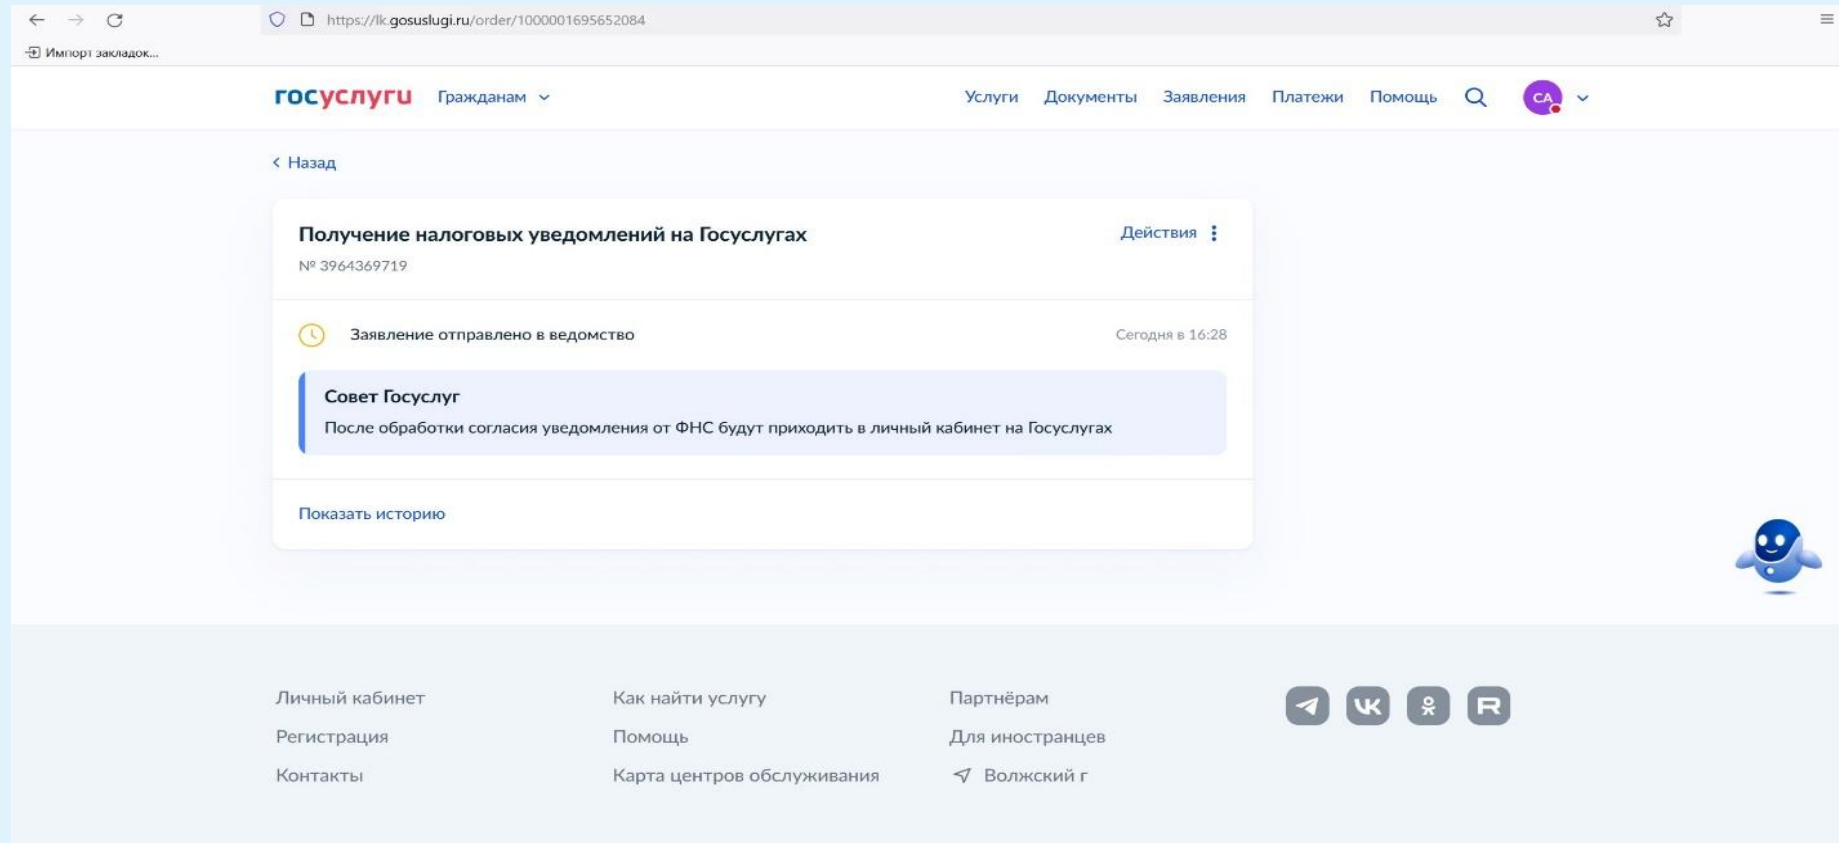 https://lk.gosuslugi.ru/order/1000001695652084
Импорт закладок...
госуслуги Гражданам Услуги Документы Заявления Платежи Помощь СА
Назад
Получение налоговых уведомлений на Госуслугах Действия
№ 3964369719
Заявление отправлено в ведомство Сегодня в 16:28
Совет Госуслуг
После обработки согласия уведомления от ФНС будут приходить в личный кабинет на Госуслугах
Показать историю
Личный кабинет Как найти услугу Партнёрам
Регистрация Помощь Для иностранцев
Контакты Карта центров обслуживания Волжский г